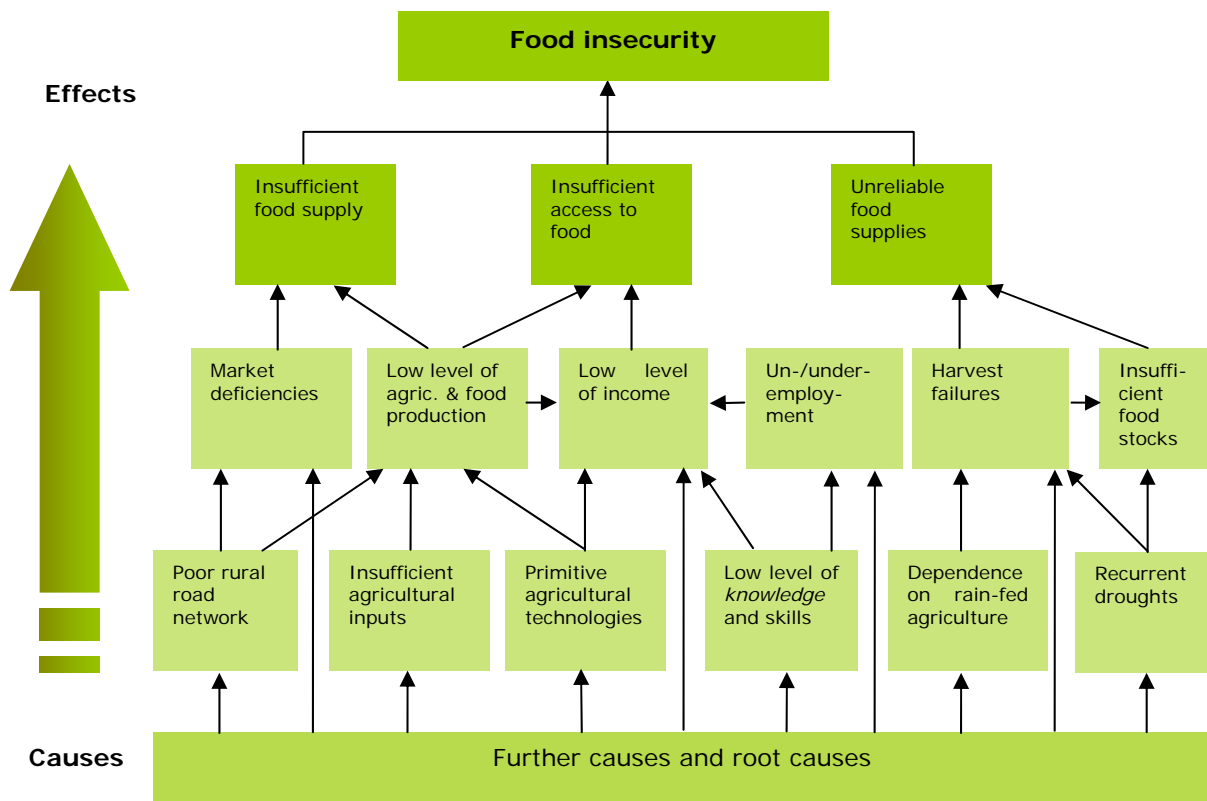 Food insecurity
Effects
Insufficient
food supply
Insufficient
access to
food
Unreliable
food
supplies
Market
deficiencies
Low level of
agric. & food
production
Low level
of income
Un-/under-
employ-
ment
Harvest
failures
Insuffi-
cient
food
stocks
Poor rural
road
network
Insufficient
agricultural
inputs
Primitive
agricultural
technologies
Low level of
knowledge
and skills
Dependence
on rain-fed
agriculture
Recurrent
droughts
Causes
Further causes and root causes